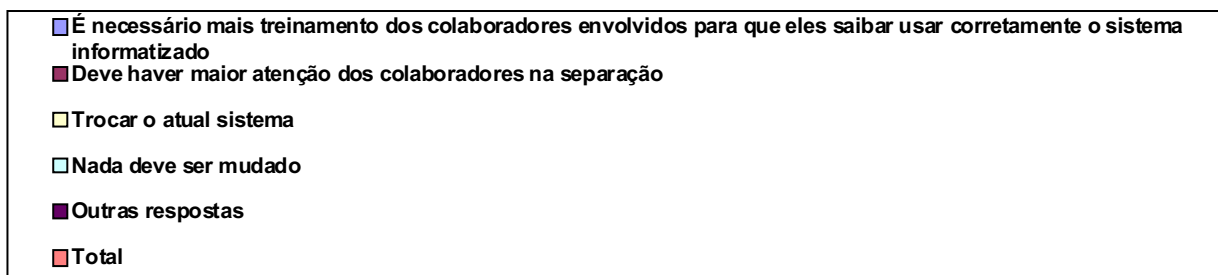 É necessário mais treinamento dos colaboradores envolvidos para que eles saibar usar corretamente o sistema
informatizado
Deve haver maior atenção dos colaboradores na separação
Trocar o atual sistema
Nada deve ser mudado
Outras respostas
Total